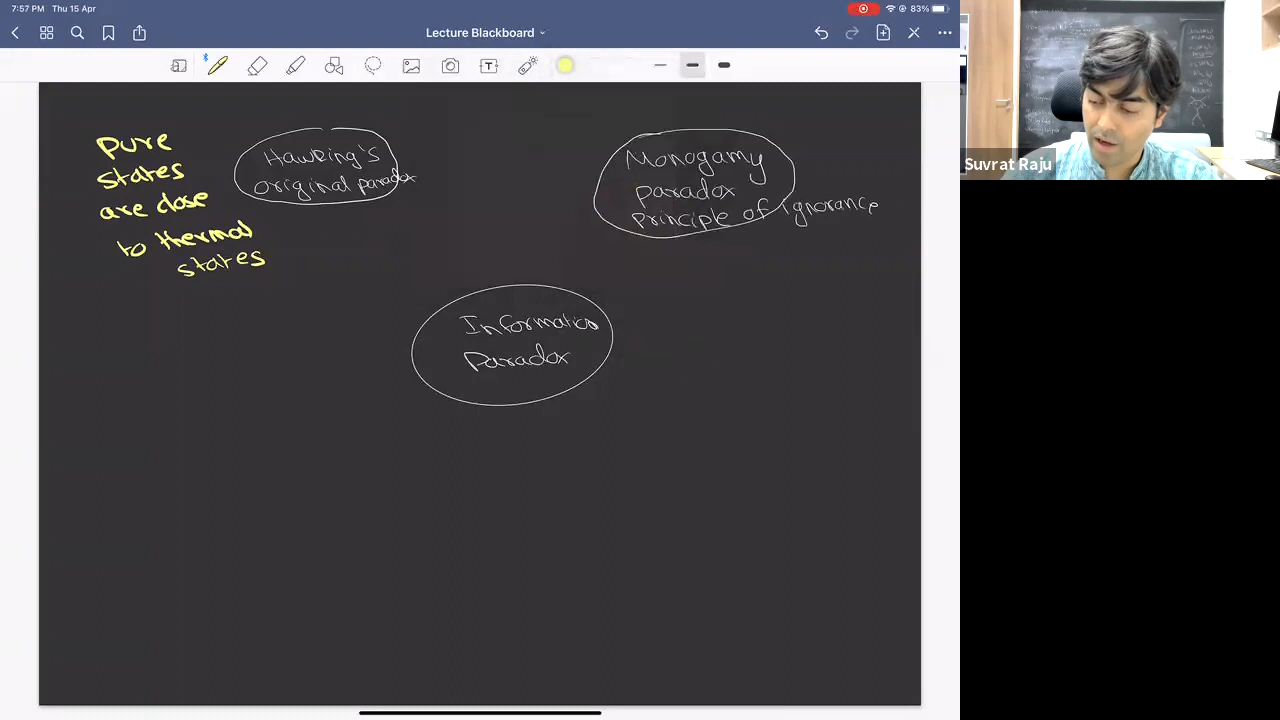 7:57 PM Thu 15 Apr
83%
Lecture Blackboard
T
Pure
states
are close
to thermal
states
Hawking's
original paradox
Monogamy
paradox
principle of ignorance
Information
Paradox
Suvrat Raju